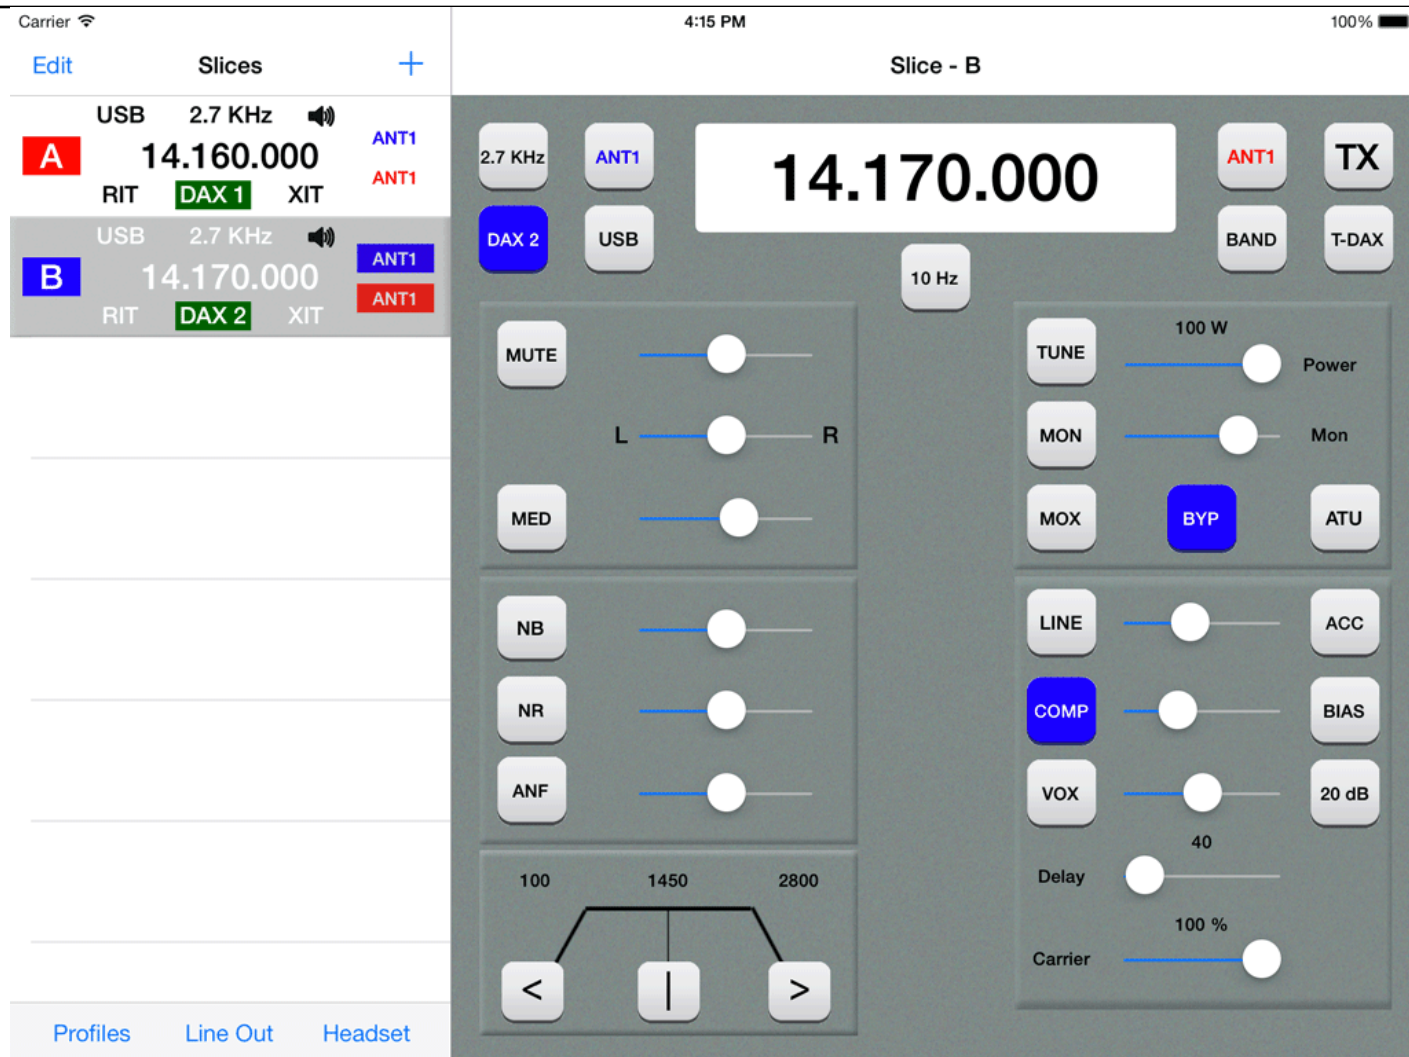 Carrier 4:15 PM 100%
Edit Slices + Slice - B
USB 2.7 KHz
A 14.160.000 ANT1
ANT1
RIT DAX 1 XIT
USB 2.7 KHz
B 14.170.000 ANT1
ANT1
RIT DAX 2 XIT
Profiles Line Out Headset
2.7 KHz ANT1 14.170.000 ANT1 TX
DAX 2 USB BAND T-DAX
10 Hz
MUTE
L R
MED
NB
NR
ANF
100 1450 2800
< | >
100 W
TUNE Power
MON Mon
MOX BYP ATU
LINE ACC
COMP BIAS
VOX 20 dB
40
Delay
100 %
Carrier